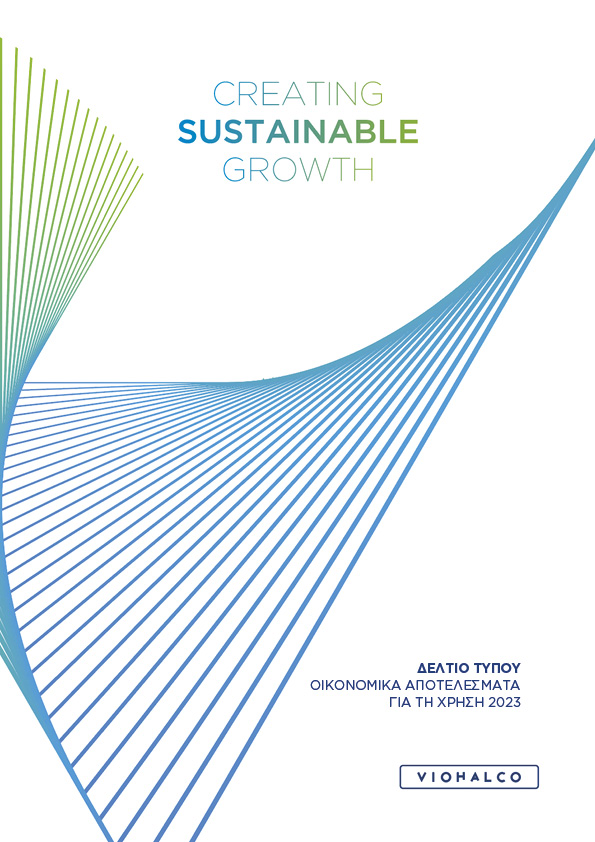 CREATING
SUSTAINABLE
GROWTH
ΔΕΛΤΙΟ ΤΥΠΟΥ
ΟΙΚΟΝΟΜΙΚΑ ΑΠΟΤΕΛΕΣΜΑΤΑ
ΓΙΑ ΤΗ ΧΡΗΣΗ 2023
VIOHALCO